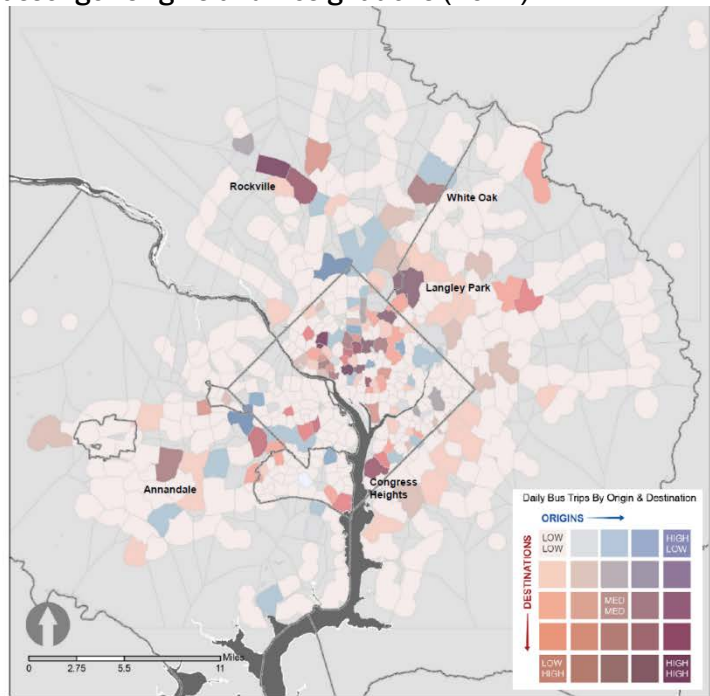 Rockville
White Oak
Langley Park
Annandale
Congress
Heights
Daily Bus Trips By Origin & Destination
ORIGINS
DESTINATIONS
LOW
LOW
HIGH
LOW
MED
MED
LOW
HIGH
HIGH
HIGH
Miles
0 2.75 5.5 11